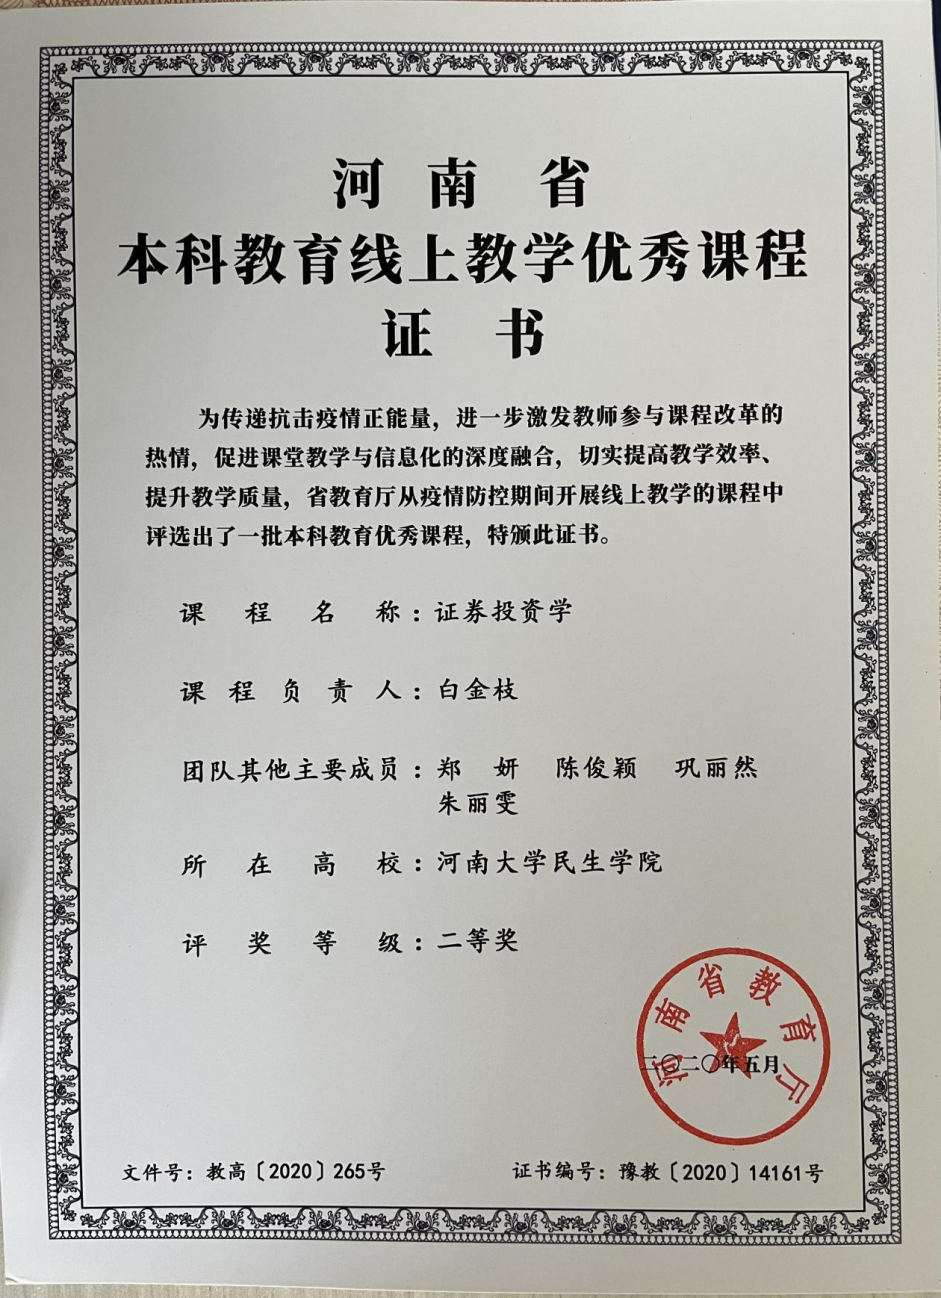 河南省
本科教育线上教学优秀课程
证书
为传递抗击疫情正能量，进一步激发教师参与课程改革的
热情，促进课堂教学与信息化的深度融合，切实提高教学效率、
提升教学质量，省教育厅从疫情防控期间开展线上教学的课程中
评选出了一批本科教育优秀课程，特颁此证书。
课程名称：证券投资学
课程负责人：白金枝
团队其他主要成员：郑妍 陈俊颖 巩丽然
朱丽雯
所在高校：河南大学民生学院
评奖等级：二等奖
河南省教育厅
二〇二〇年五月
文件号：教高〔2020〕265号
证书编号：豫教〔2020〕14161号